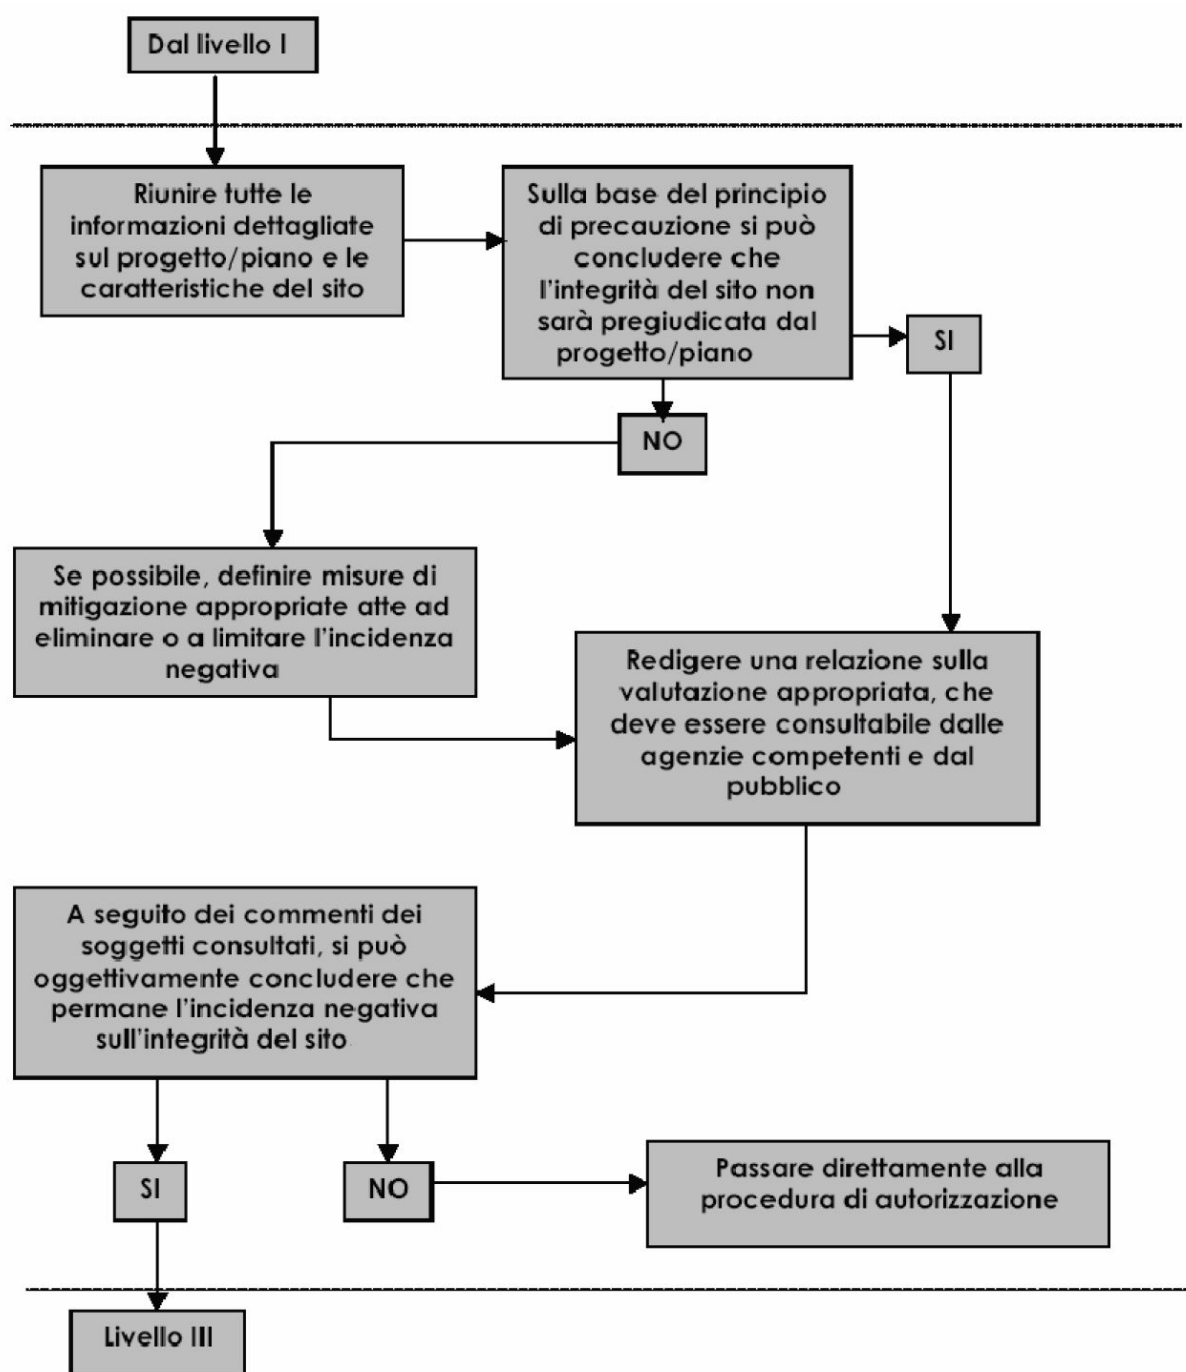 Dal livello I
Riunire tutte le
informazioni dettagliate
sul progetto/piano e le
caratteristiche del sito
Sulla base del principio
di precauzione si può
concludere che
l'integrità del sito non
sarà pregiudicata dal
progetto/piano
SI
NO
Se possibile, definire misure di
mitigazione appropriate atte ad
eliminare o a limitare l'incidenza
negativa
Redigere una relazione sulla
valutazione appropriata, che
deve essere consultabile dalle
agenzie competenti e dal
pubblico
A seguito dei commenti dei
soggetti consultati, si può
oggettivamente concludere che
permane l'incidenza negativa
sull'integrità del sito
SI
NO
Passare direttamente alla
procedura di autorizzazione
Livello III